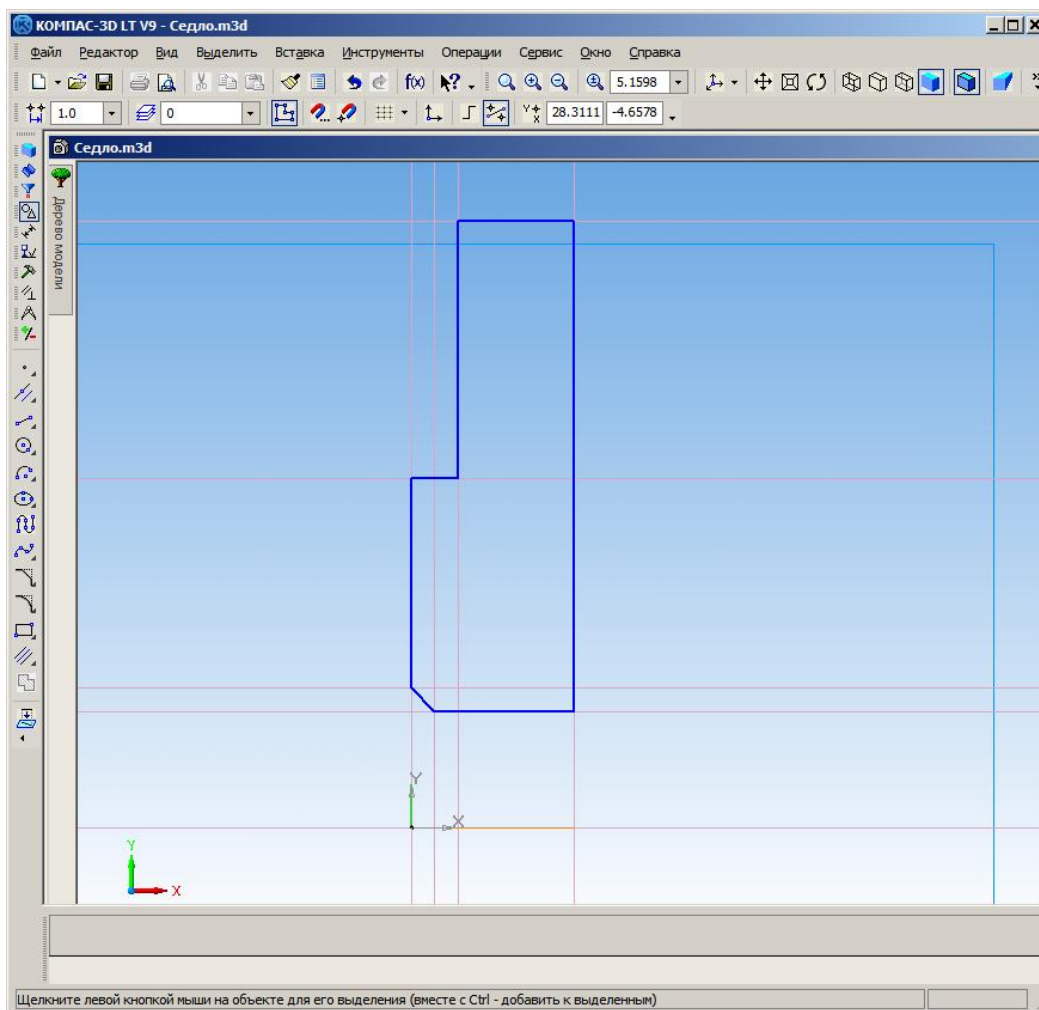 КОМПАС-3D LT V9 - Седло.m3d
Файл Редактор Вид Выделить Вставка Инструменты Операции Сервис Окно Справка
f(x) 5.1598
1.0 0 28.3111 -4.6578
Седло.m3d
Дерево модели
Y
X
Y
X
Щелкните левой кнопкой мыши на объекте для его выделения (вместе с Ctrl - добавить к выделенным)